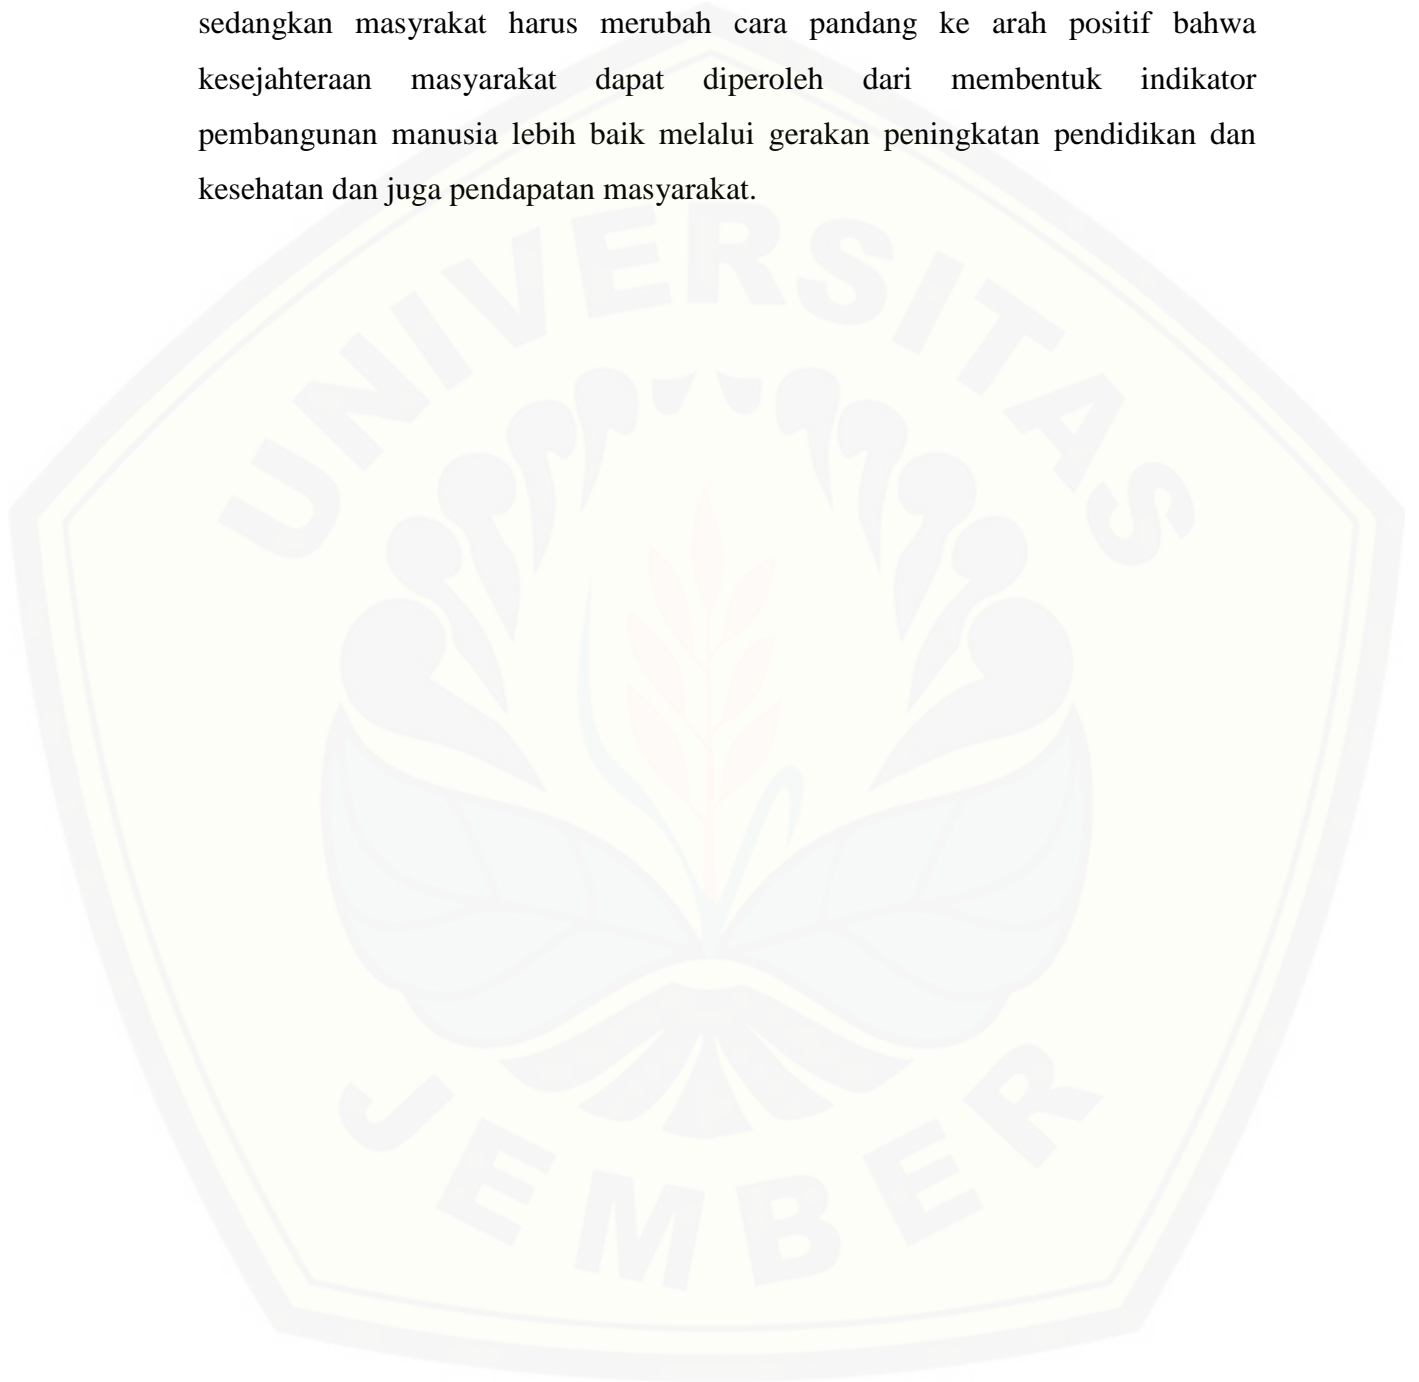 sedangkan masyrakat harus merubah cara pandang ke arah positif bahwa
kesejahteraan masyarakat dapat diperoleh dari membentuk indikator
pembangunan manusia lebih baik melalui gerakan peningkatan pendidikan dan
kesehatan dan juga pendapatan masyarakat.
UNIVERSITAS
JEMBER